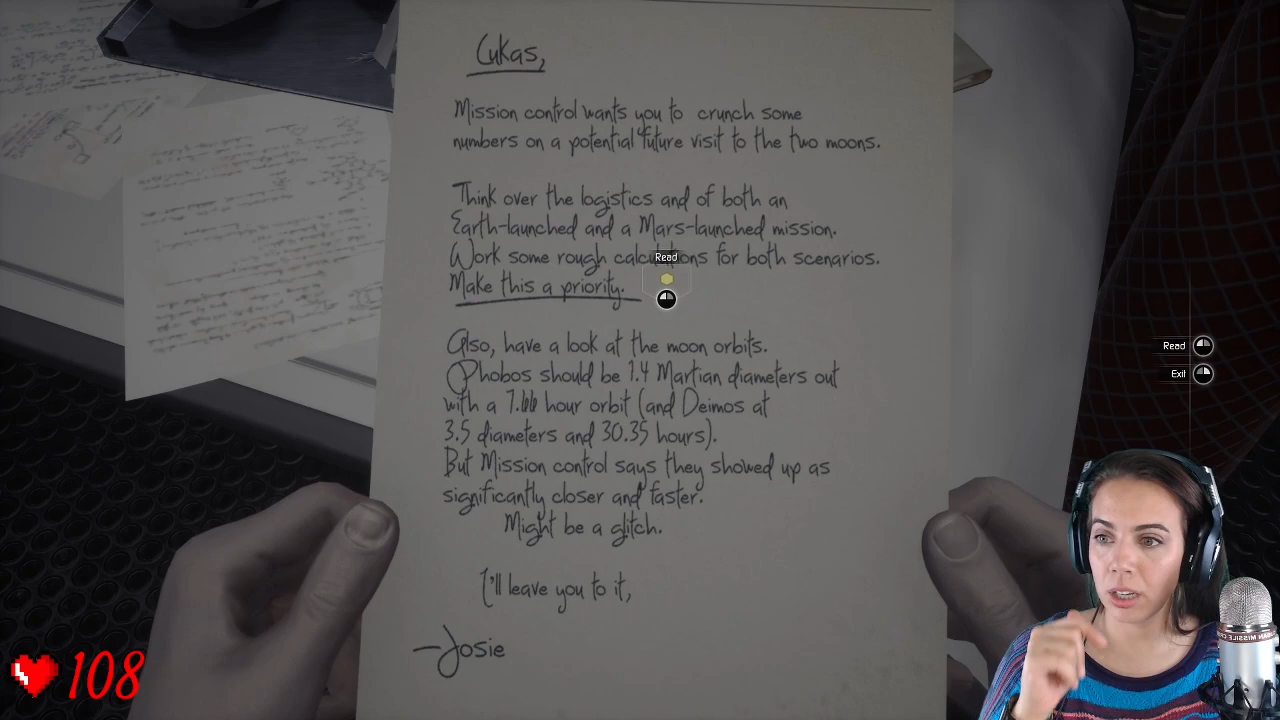 Lukas,
Mission control wants you to crunch some
numbers on a potential future visit to the two moons.
Think over the logistics and of both an
Earth-launched and a Mars-launched mission.
Work some rough calculations for both scenarios.
Make this a priority.
Read
Also, have a look at the moon orbits.
Phobos should be 1.4 Martian diameters out
with a 7.66 hour orbit (and Deimos at
3.5 diameters and 30.35 hours).
But Mission control says they showed up as
significantly closer and faster.
Might be a glitch.
I'll leave you to it,
—Josie
Read
Exit
108